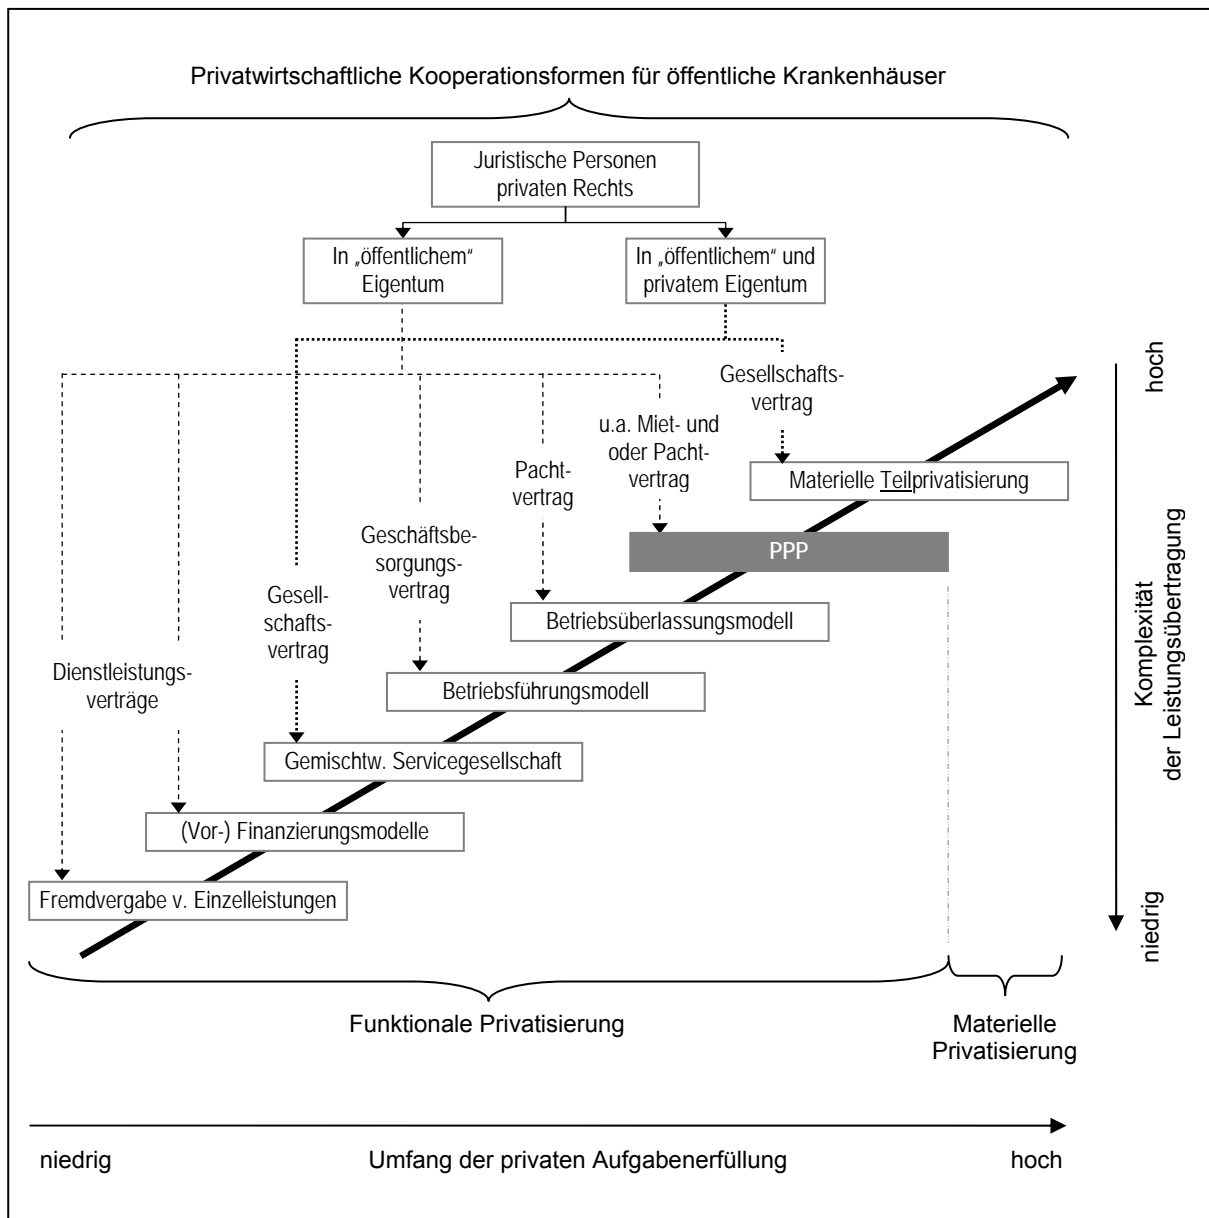 Privatwirtschaftliche Kooperationsformen für öffentliche Krankenhäuser
Juristische Personen
privaten Rechts
In „öffentlichem“
Eigentum
In „öffentlichem“ und
privatem Eigentum
Gesellschafts-
vertrag
u.a. Miet- und
oder Pacht-
vertrag
Pacht-
vertrag
Geschäftsbe-
sorgungs-
vertrag
Gesell-
schafts-
vertrag
Dienstleistungs-
verträge
Materielle Teilprivatisierung
PPP
Betriebsüberlassungsmodell
Betriebsführungsmodell
Gemischtw. Servicegesellschaft
(Vor-) Finanzierungsmodelle
Fremdvergabe v. Einzelleistungen
hoch
Komplexität
der Leistungsübertragung
niedrig
Funktionale Privatisierung
Materielle
Privatisierung
niedrig
Umfang der privaten Aufgabenerfüllung
hoch